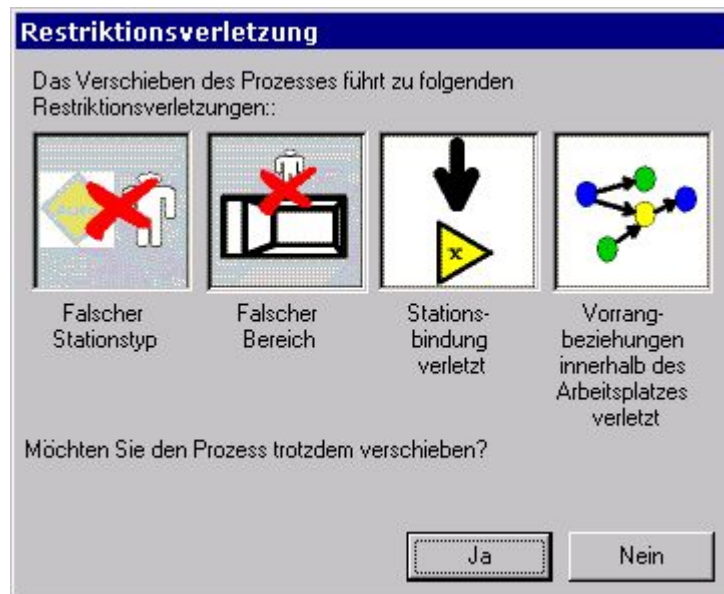 Restriktionsverletzung
Das Verschieben des Prozesses führt zu folgenden
Restriktionsverletzungen::
Auto
x
Falscher
Stationstyp
Falscher
Bereich
Stations-
bindung
verletzt
Vorrang-
beziehungen
innerhalb des
Arbeitsplatzes
verletzt
Möchten Sie den Prozess trotzdem verschieben?
Ja
Nein